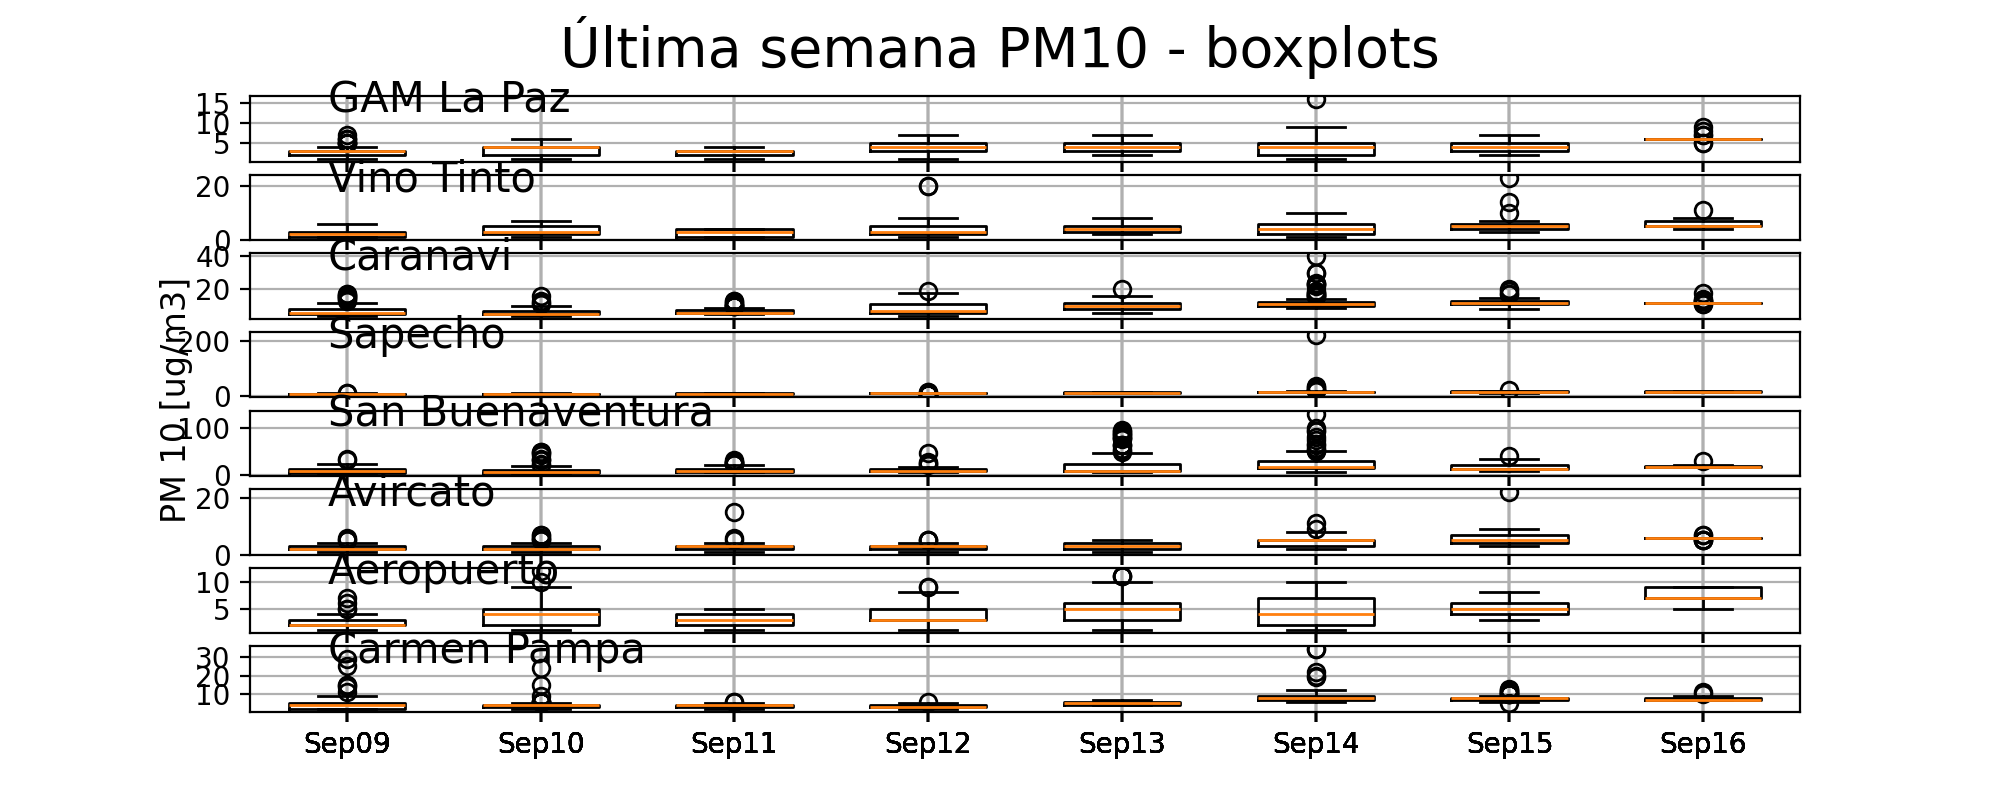 Última semana PM10 - boxplots
GAM La Paz
15
10
5
Vino Tinto
20
0
Caranavi
40
20
Sapecho
200
0
San Buenaventura
100
0
Avircato
20
0
Aeropuerto
10
5
Carmen Pampa
30
20
10
PM 10 [ug/m3]
Sep09 Sep10 Sep11 Sep12 Sep13 Sep14 Sep15 Sep16